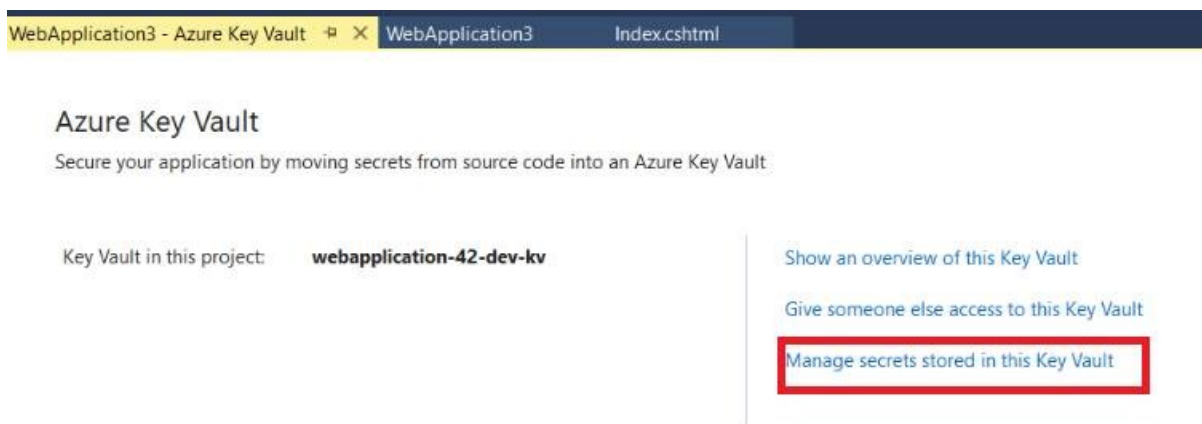 WebApplication3 - Azure Key Vault WebApplication3 Index.cshtml
Azure Key Vault
Secure your application by moving secrets from source code into an Azure Key Vault
Key Vault in this project: webapplication-42-dev-kv
Show an overview of this Key Vault
Give someone else access to this Key Vault
Manage secrets stored in this Key Vault